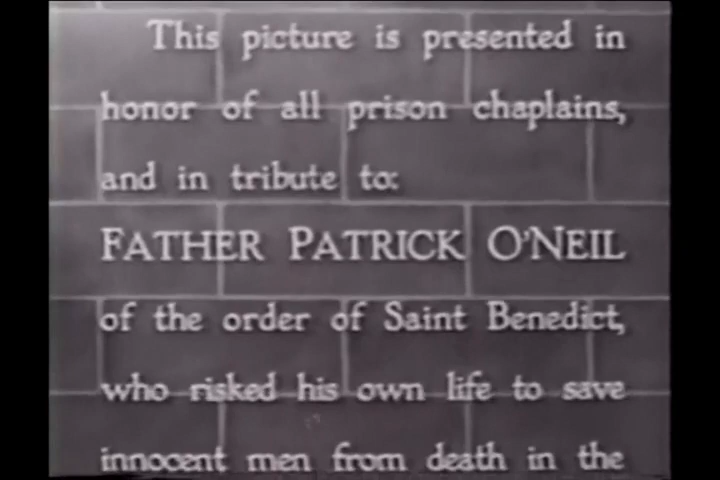 This picture is presented in
honor of all prison chaplains,
and in tribute to:
FATHER PATRICK O'NEIL
of the order of Saint Benedict,
who risked his own life to save
innocent men from death in the